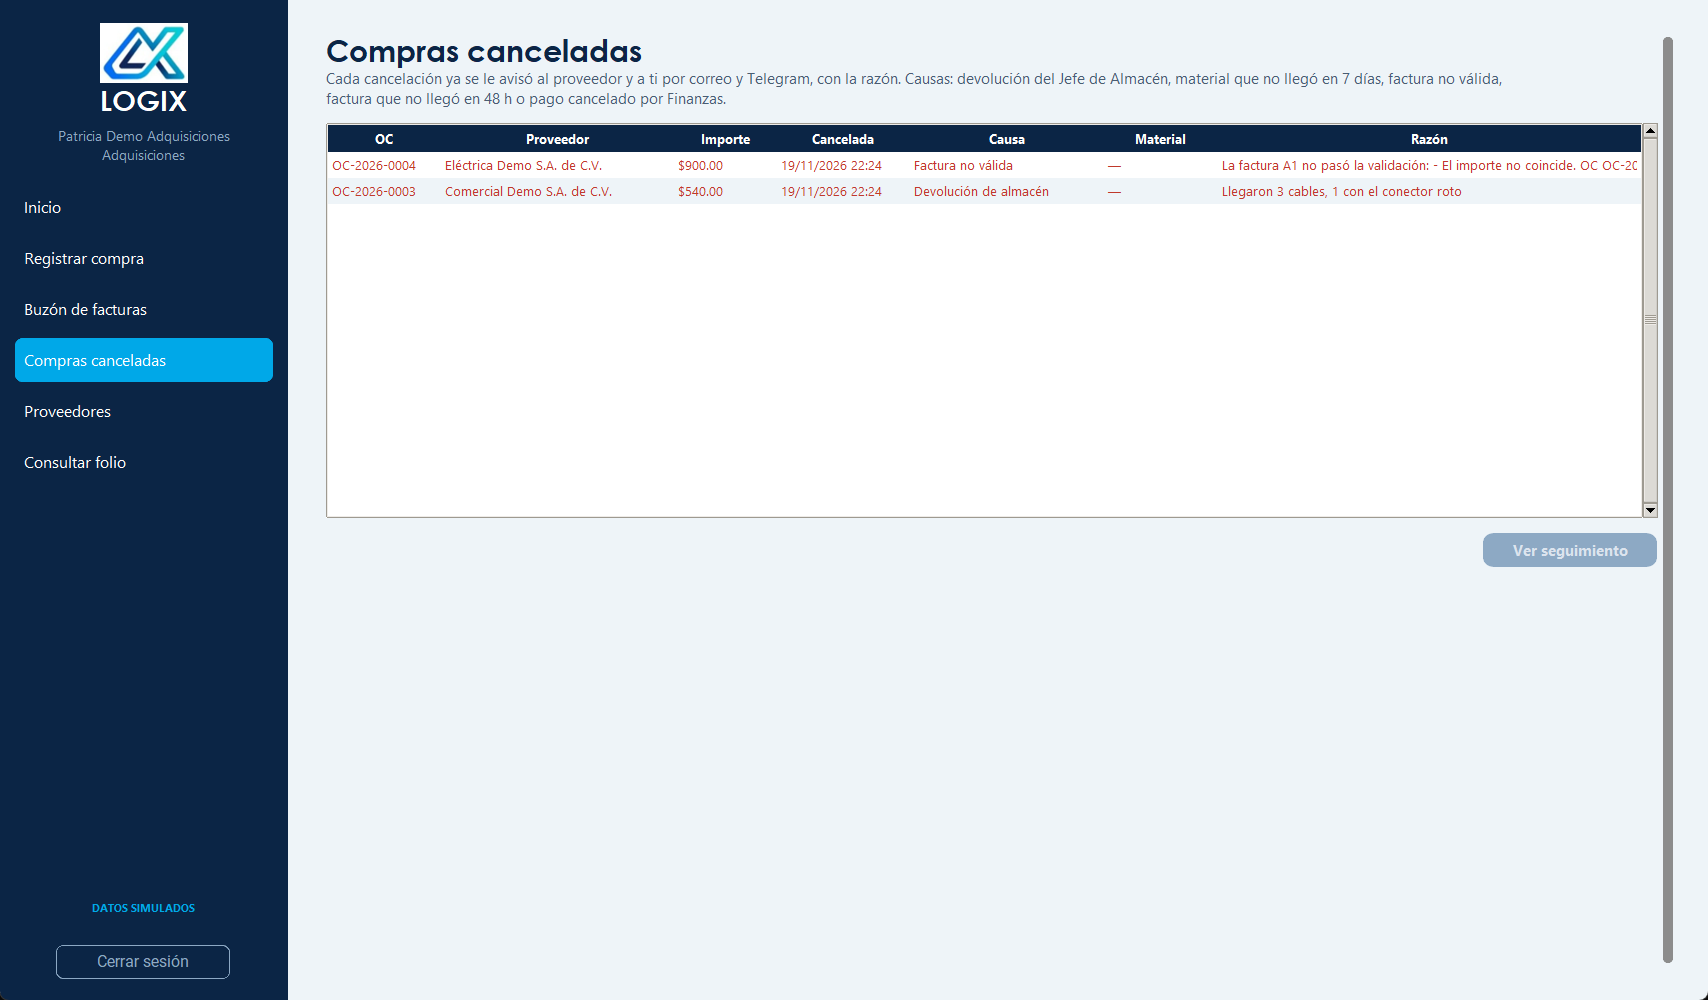 LOGIX
Patricia Demo Adquisiciones
Adquisiciones
Inicio
Registrar compra
Buzón de facturas
Compras canceladas
Proveedores
Consultar folio
DATOS SIMULADOS
Cerrar sesión
Compras canceladas
Cada cancelación ya se le avisó al proveedor y a ti por correo y Telegram, con la razón. Causas: devolución del Jefe de Almacén, material que no llegó en 7 días, factura no válida,
factura que no llegó en 48 h o pago cancelado por Finanzas.
OC Proveedor Importe Cancelada Causa Material Razón
OC-2026-0004 Eléctrica Demo S.A. de C.V. $900.00 19/11/2026 22:24 Factura no válida — La factura A1 no pasó la validación: - El importe no coincide. OC OC-20
OC-2026-0003 Comercial Demo S.A. de C.V. $540.00 19/11/2026 22:24 Devolución de almacén — Llegaron 3 cables, 1 con el conector roto
Ver seguimiento